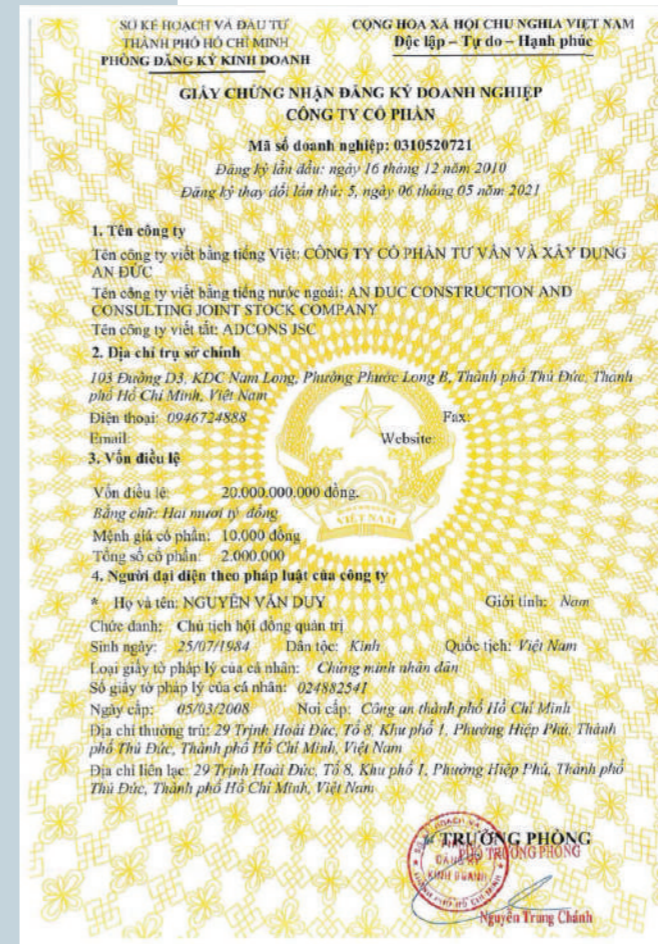 SỞ KẾ HOẠCH VÀ ĐẦU TƯ
THÀNH PHỐ HỒ CHÍ MINH
PHÒNG ĐĂNG KÝ KINH DOANH
CỘNG HÒA XÃ HỘI CHỦ NGHĨA VIỆT NAM
Độc lập – Tự do – Hạnh phúc
GIẤY CHỨNG NHẬN ĐĂNG KÝ DOANH NGHIỆP
CÔNG TY CỔ PHẦN
Mã số doanh nghiệp: 0310520721
Đăng ký lần đầu: ngày 16 tháng 12 năm 2010
Đăng ký thay đổi lần thứ: 5, ngày 06 tháng 05 năm 2021
1. Tên công ty
Tên công ty viết bằng tiếng Việt: CÔNG TY CỔ PHẦN TƯ VẤN VÀ XÂY DỰNG
AN ĐỨC
Tên công ty viết bằng tiếng nước ngoài: AN DUC CONSTRUCTION AND
CONSULTING JOINT STOCK COMPANY
Tên công ty viết tắt: ADCONS JSC
2. Địa chỉ trụ sở chính
103 Đường D3, KDC Nam Long, Phường Phước Long B, Thành phố Thủ Đức, Thành
phố Hồ Chí Minh, Việt Nam
Điện thoại: 0946724888 Fax:
Email: Website:
3. Vốn điều lệ
Vốn điều lệ: 20.000.000.000 đồng.
Bằng chữ: Hai mươi tỷ đồng
Mệnh giá cổ phần: 10.000 đồng
Tổng số cổ phần: 2.000.000
VIỆT NAM
4. Người đại diện theo pháp luật của công ty
* Họ và tên: NGUYỄN VĂN DUY Giới tính: Nam
Chức danh: Chủ tịch hội đồng quản trị
Sinh ngày: 25/07/1984 Dân tộc: Kinh Quốc tịch: Việt Nam
Loại giấy tờ pháp lý của cá nhân: Chứng minh nhân dân
Số giấy tờ pháp lý của cá nhân: 024882541
Ngày cấp: 05/03/2008 Nơi cấp: Công an thành phố Hồ Chí Minh
Địa chỉ thường trú: 29 Trịnh Hoài Đức, Tổ 8, Khu phố 1, Phường Hiệp Phú, Thành
phố Thủ Đức, Thành phố Hồ Chí Minh, Việt Nam
Địa chỉ liên lạc: 29 Trịnh Hoài Đức, Tổ 8, Khu phố 1, Phường Hiệp Phú, Thành phố
Thủ Đức, Thành phố Hồ Chí Minh, Việt Nam
TRƯỞNG PHÒNG
PHÓ TRƯỞNG PHÒNG
ĐĂNG KÝ
KINH DOANH
Nguyễn Trung Chánh